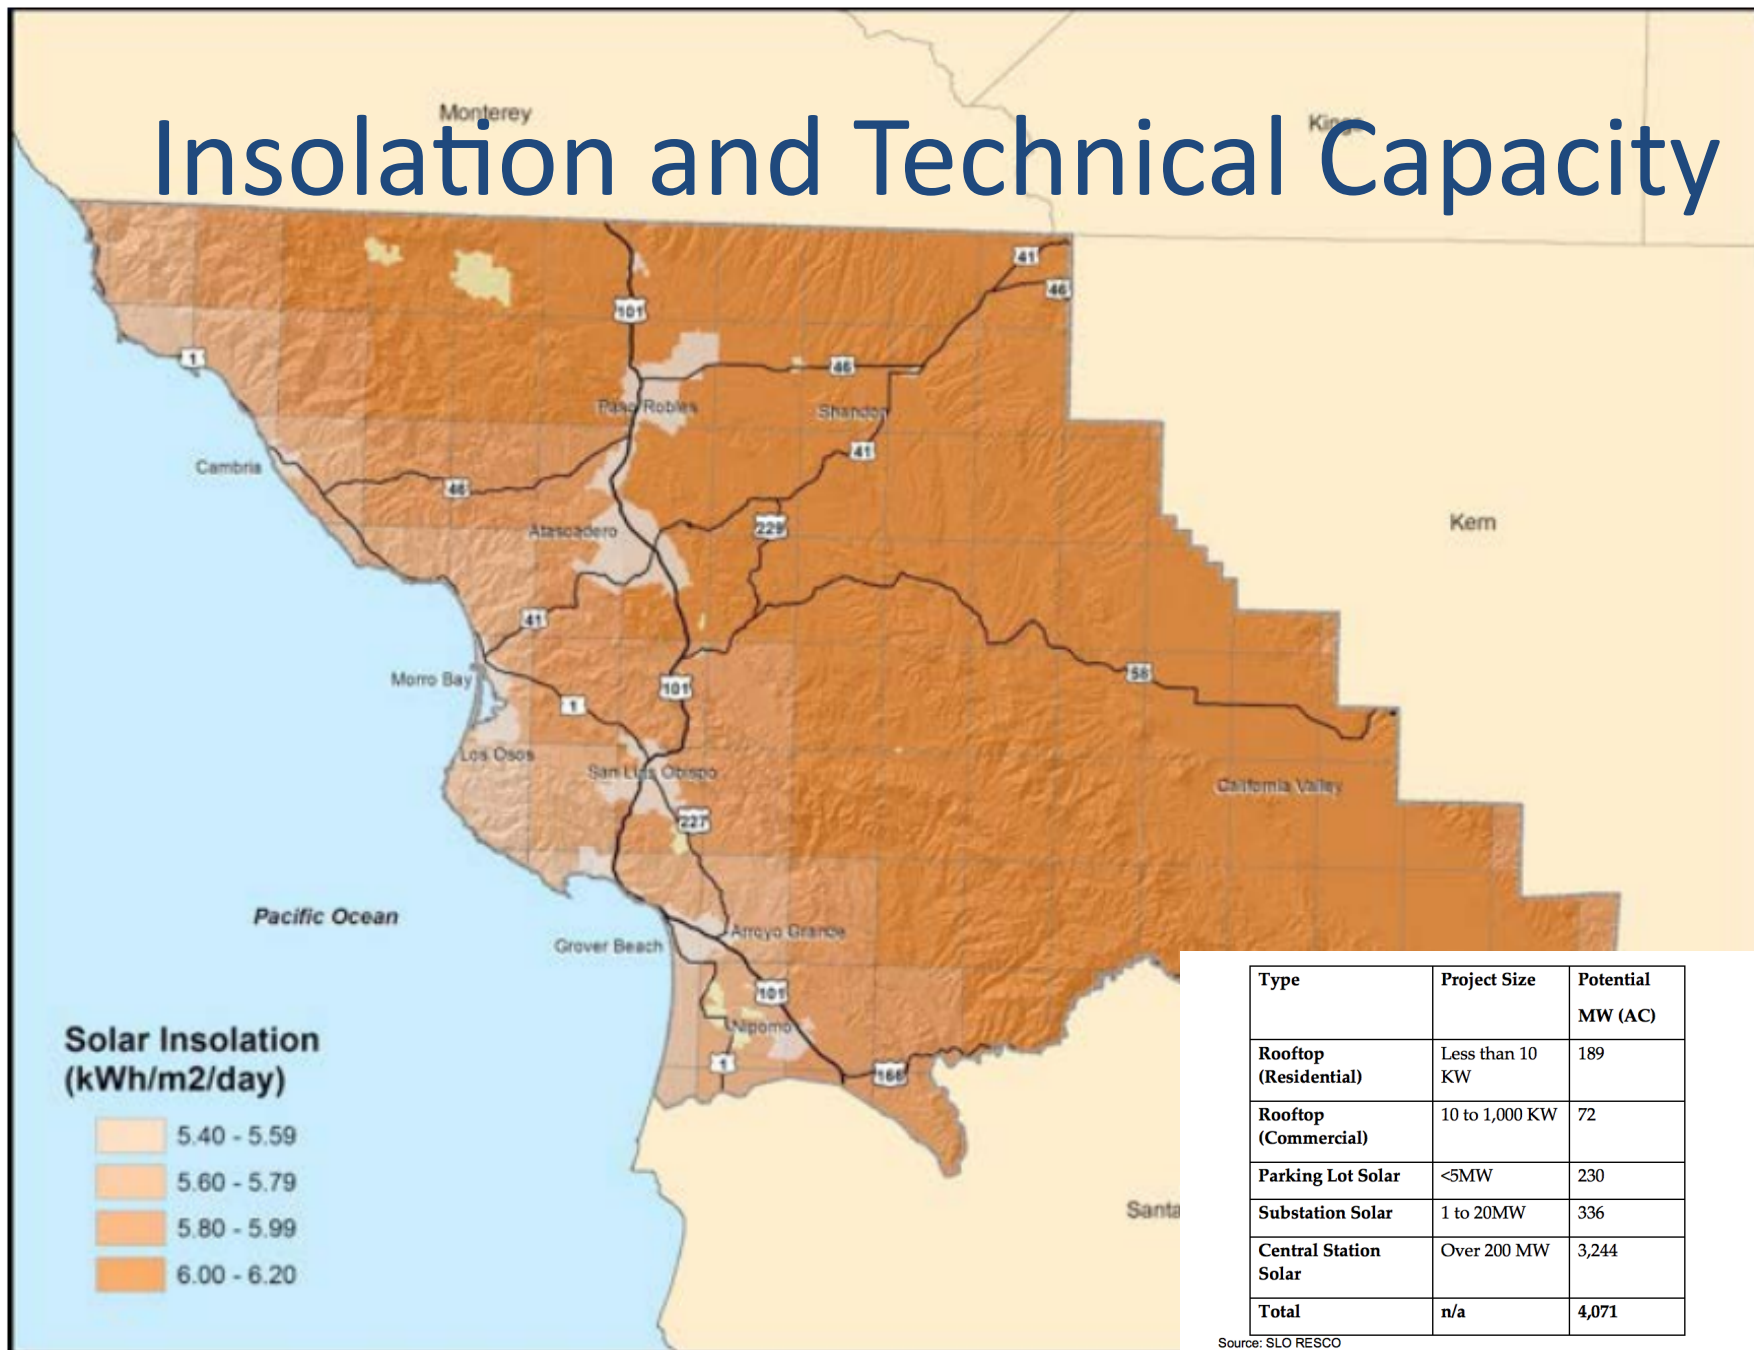 Monterey
Kings
Insolation and Technical Capacity
41
46
101
1
46
Paso Robles
Shandon
41
Cambria
46
Atascadero
229
Kern
41
58
Morro Bay
101
1
Los Osos
San Luis Obispo
California Valley
227
Pacific Ocean
Arroyo Grande
Grover Beach
101
Nipomo
1
166
Santa
Solar Insolation
(kWh/m2/day)
5.40 - 5.59
5.60 - 5.79
5.80 - 5.99
6.00 - 6.20
Type Project Size Potential
MW (AC)
Rooftop Less than 10 189
(Residential) KW
Rooftop 10 to 1,000 KW 72
(Commercial)
Parking Lot Solar <5MW 230
Substation Solar 1 to 20MW 336
Central Station Over 200 MW 3,244
Solar
Total n/a 4,071
Source: SLO RESCO